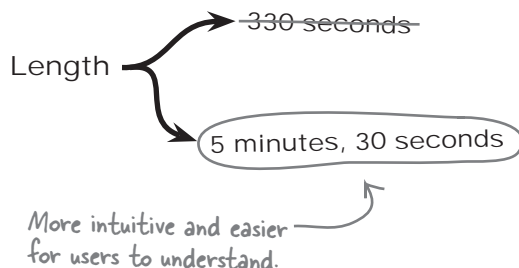 330 seconds
Length
5 minutes, 30 seconds
More intuitive and easier
for users to understand.